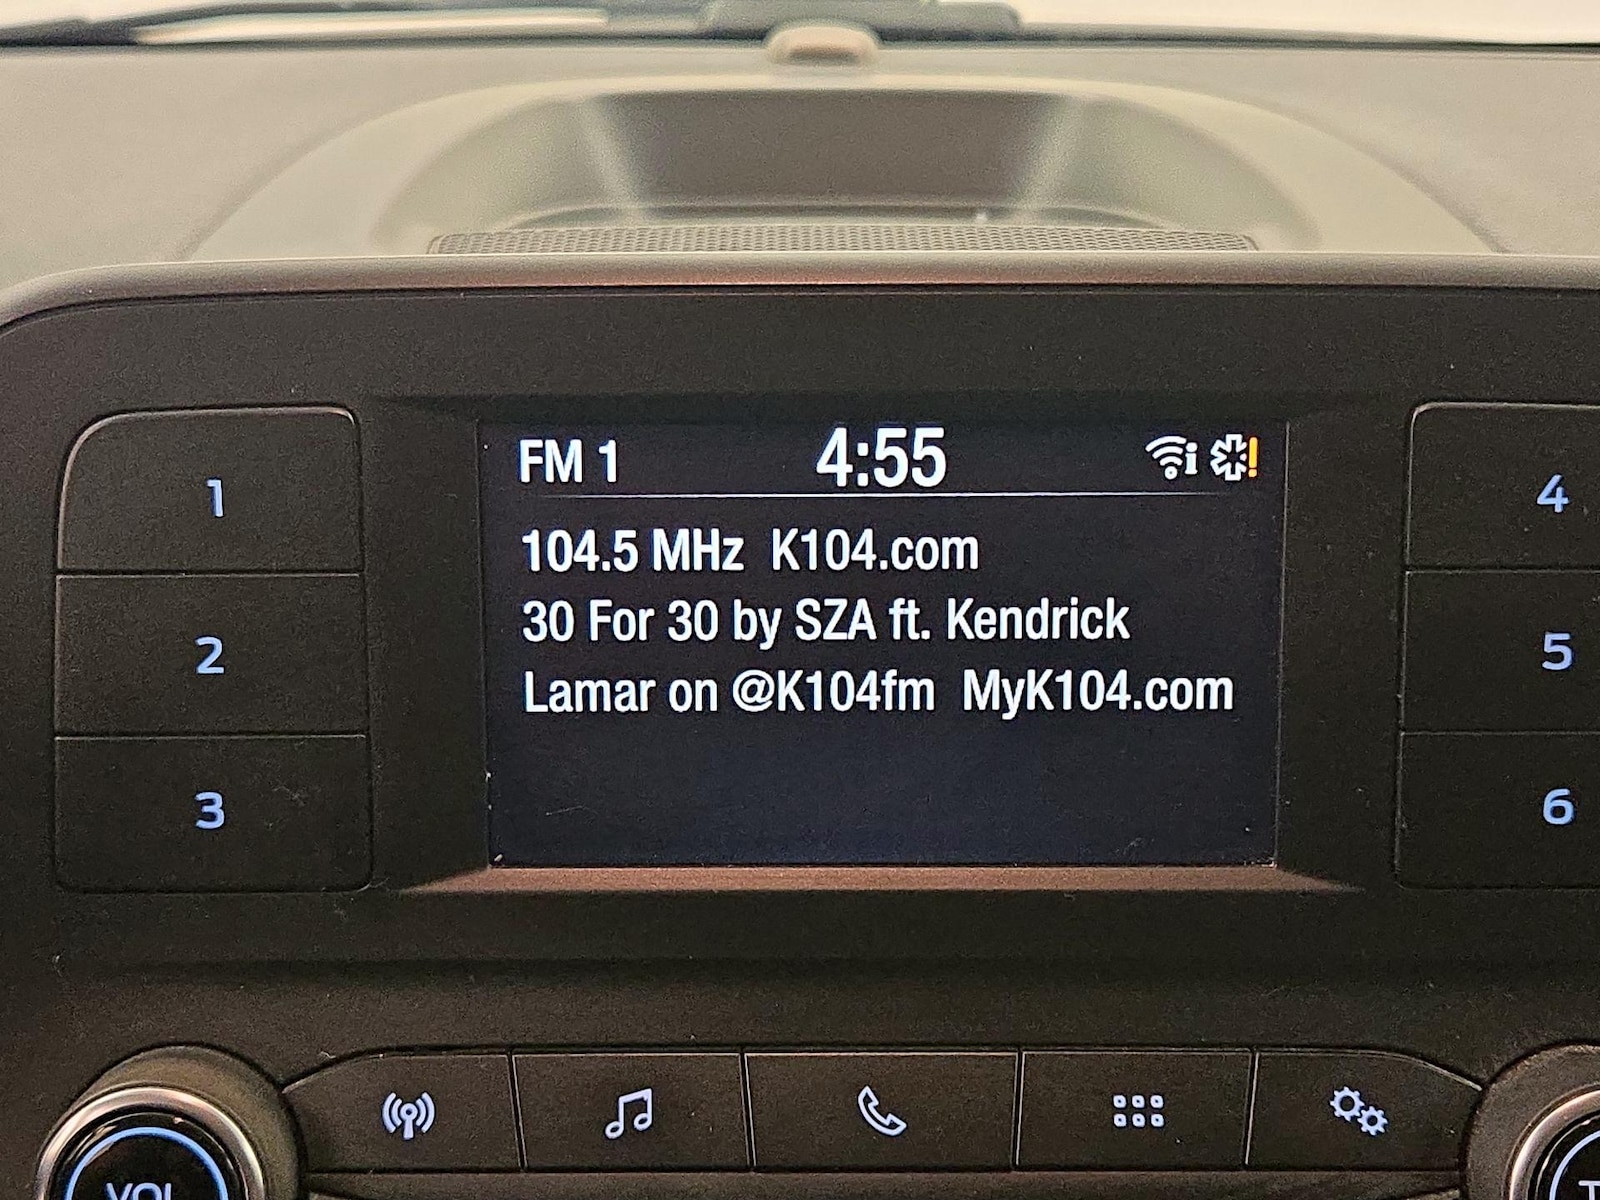 FM 1 4:55
104.5 MHz K104.com
30 For 30 by SZA ft. Kendrick
Lamar on @K104fm MyK104.com
1
2
3
4
5
6
VOL